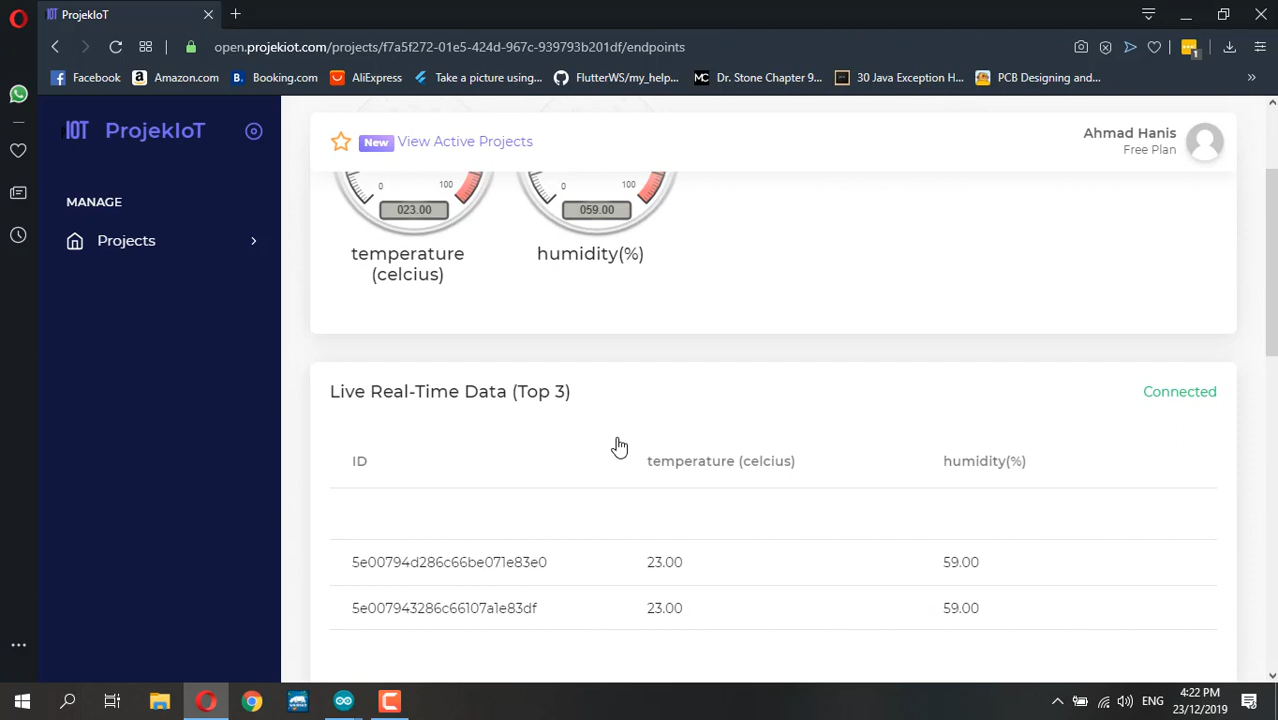 ProjekIoT
open.projekiot.com/projects/f7a5f272-01e5-424d-967c-939793b201df/endpoints
1
Facebook
Amazon.com
Booking.com
AliExpress
Take a picture using...
FlutterWS/my_help...
Dr. Stone Chapter 9...
30 Java Exception H...
PCB Designing and...
»
IOT ProjekIoT
New View Active Projects
Ahmad Hanis
Free Plan
MANAGE
Projects
0 100
0 100
023.00
059.00
temperature
(celcius)
humidity(%)
Live Real-Time Data (Top 3)
Connected
ID temperature (celcius) humidity(%)
5e00794d286c66be071e83e0 23.00 59.00
5e007943286c66107a1e83df 23.00 59.00
ENG
4:22 PM
23/12/2019